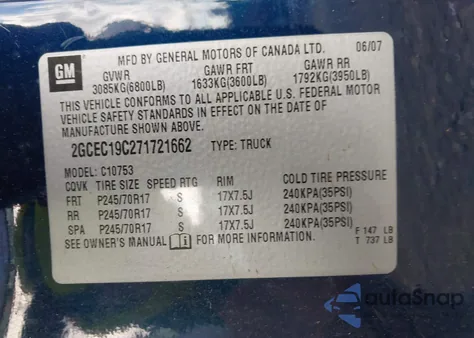 GM
MFD BY GENERAL MOTORS OF CANADA LTD. 06/07
GVWR GAWR FRT GAWR RR
3085KG(6800LB) 1633KG(3600LB) 1792KG(3950LB)
THIS VEHICLE CONFORMS TO ALL APPLICABLE U.S. FEDERAL MOTOR
VEHICLE SAFETY STANDARDS IN EFFECT ON THE DATE OF
MANUFACTURE SHOWN ABOVE.
2GCEC19C271721662 TYPE: TRUCK
MODEL: C10753
CQVK TIRE SIZE SPEED RTG RIM COLD TIRE PRESSURE
FRT P245/70R17 S 17X7.5J 240KPA(35PSI)
RR P245/70R17 S 17X7.5J 240KPA(35PSI)
SPA P245/70R17 S 17X7.5J 240KPA(35PSI)
SEE OWNER'S MANUAL i FOR MORE INFORMATION. F 147 LB
T 737 LB
autoSnap